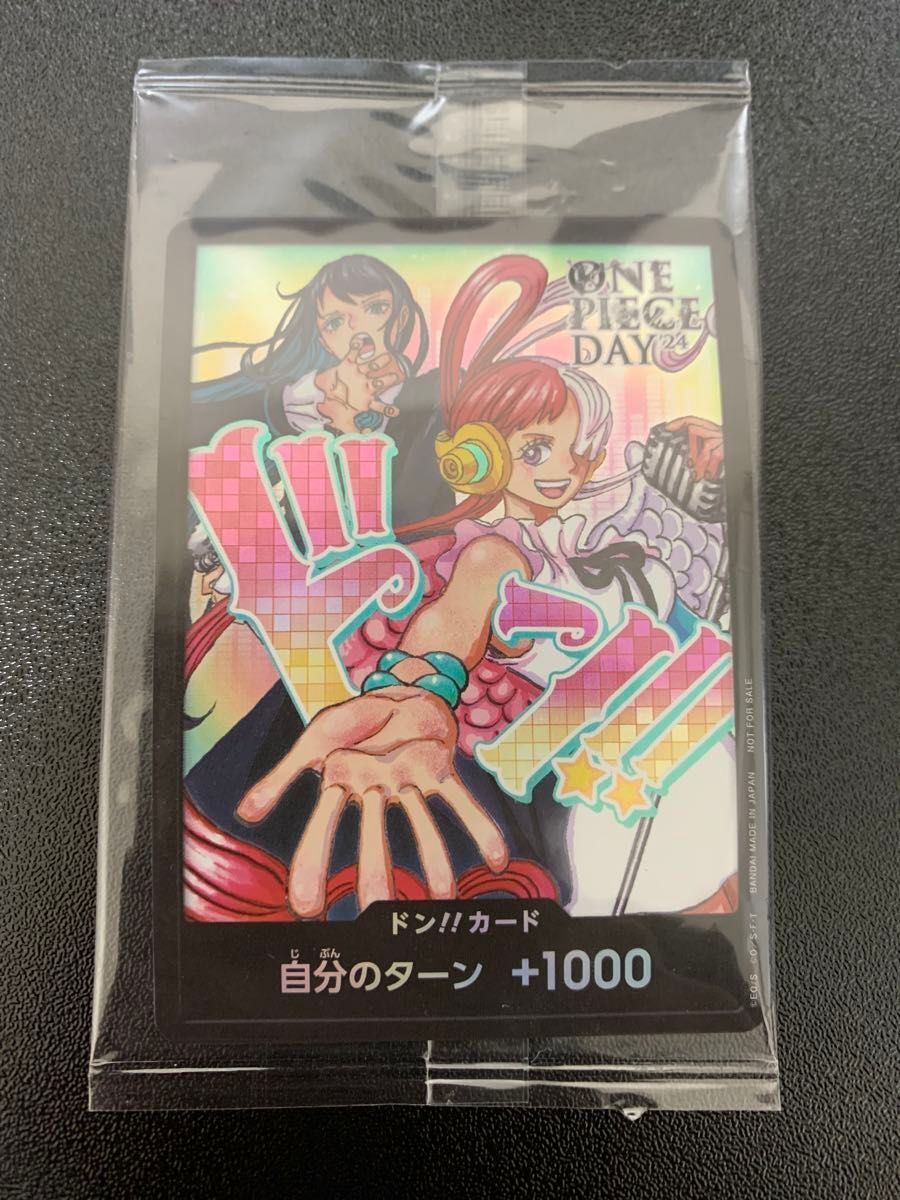 ONE
PIECE
DAY'24
ドン!!
ドン!!カード
じ ぶん
自分のターン +1000
©EO/S ©O/S・F・T BANDAI MADE IN JAPAN NOT FOR SALE